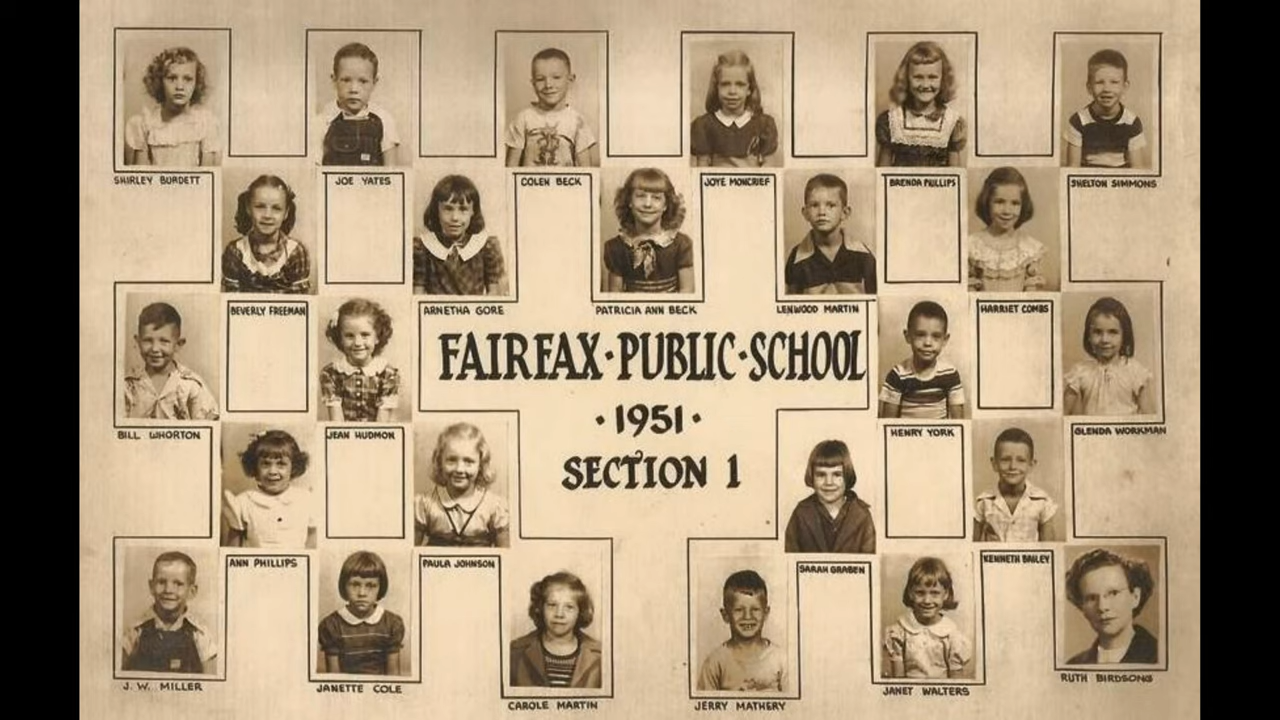 SHIRLEY BURDETT
JOE YATES
COLEN BECK
JOYE MONCRIEF
BRENDA PHILLIPS
SHELTON SIMMONS
BEVERLY FREEMAN
ARNETHA GORE
PATRICIA ANN BECK
LENWOOD MARTIN
HARRIET COMBS
FAIRFAX·PUBLIC·SCHOOL
·1951·
SECTION 1
BILL WHORTON
JEAN HUDMON
HENRY YORK
GLENDA WORKMAN
ANN PHILLIPS
PAULA JOHNSON
SARAH GRABEN
KENNETH BAILEY
J. W. MILLER
JANETTE COLE
CAROLE MARTIN
JERRY MATHERY
JANET WALTERS
RUTH BIRDSONG